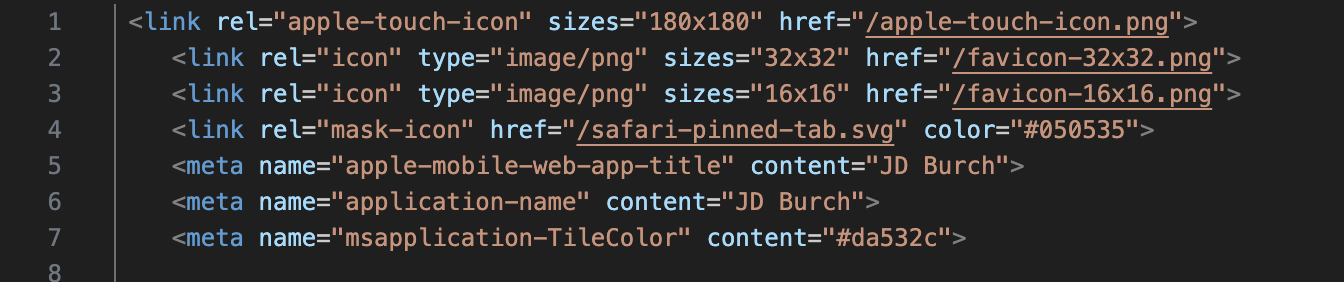 1 <link rel="apple-touch-icon" sizes="180x180" href="/apple-touch-icon.png">
2 <link rel="icon" type="image/png" sizes="32x32" href="/favicon-32x32.png">
3 <link rel="icon" type="image/png" sizes="16x16" href="/favicon-16x16.png">
4 <link rel="mask-icon" href="/safari-pinned-tab.svg" color="#050535">
5 <meta name="apple-mobile-web-app-title" content="JD Burch">
6 <meta name="application-name" content="JD Burch">
7 <meta name="msapplication-TileColor" content="#da532c">
8